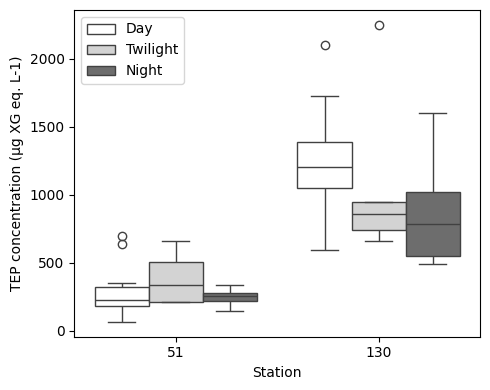 Day
Twilight
Night
TEP concentration (µg XG eq. L-1)
2000
1500
1000
500
0
51
130
Station